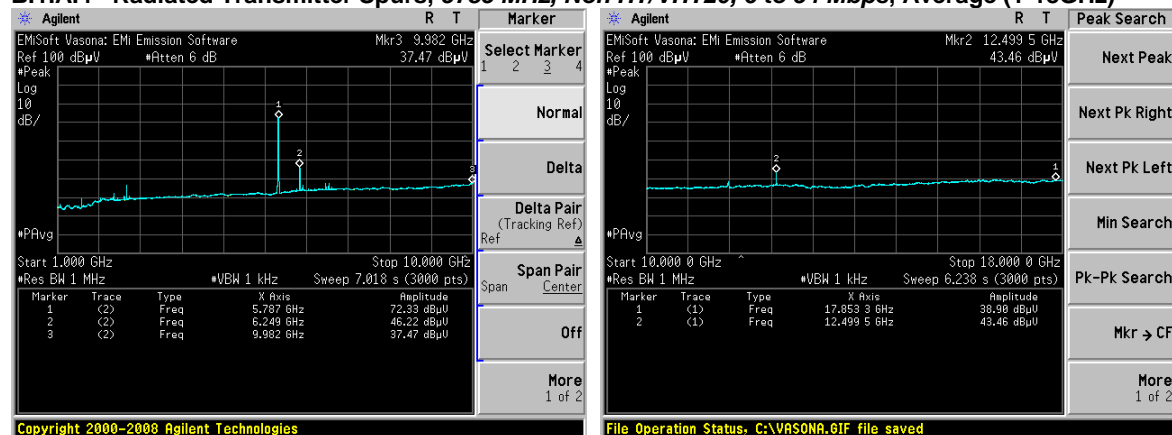 Agilent R T
EMiSoft Vasona: EMi Emission Software Mkr3 9.982 GHz
Ref 100 dBµV #Atten 6 dB 37.47 dBµV
#Peak
Log
10
dB/
1
2
3
#PAvg
Start 1.000 GHz Stop 10.000 GHz
#Res BW 1 MHz #VBW 1 kHz Sweep 7.018 s (3000 pts)
Marker Trace Type X Axis Amplitude
1 (2) Freq 5.787 GHz 72.33 dBµV
2 (2) Freq 6.249 GHz 46.22 dBµV
3 (2) Freq 9.982 GHz 37.47 dBµV
Copyright 2000-2008 Agilent Technologies
Marker
Select Marker
1 2 3 4
Normal
Delta
Delta Pair
(Tracking Ref)
Ref Δ
Span Pair
Span Center
Off
More
1 of 2
Agilent R T
EMiSoft Vasona: EMi Emission Software Mkr2 12.499 5 GHz
Ref 100 dBµV #Atten 6 dB 43.46 dBµV
#Peak
Log
10
dB/
2
1
#PAvg
Start 10.000 0 GHz ^ Stop 18.000 0 GHz
#Res BW 1 MHz #VBW 1 kHz Sweep 6.238 s (3000 pts)
Marker Trace Type X Axis Amplitude
1 (1) Freq 17.853 3 GHz 38.90 dBµV
2 (1) Freq 12.499 5 GHz 43.46 dBµV
File Operation Status, C:\VASONA.GIF file saved
Peak Search
Next Peak
Next Pk Right
Next Pk Left
Min Search
Pk-Pk Search
Mkr → CF
More
1 of 2